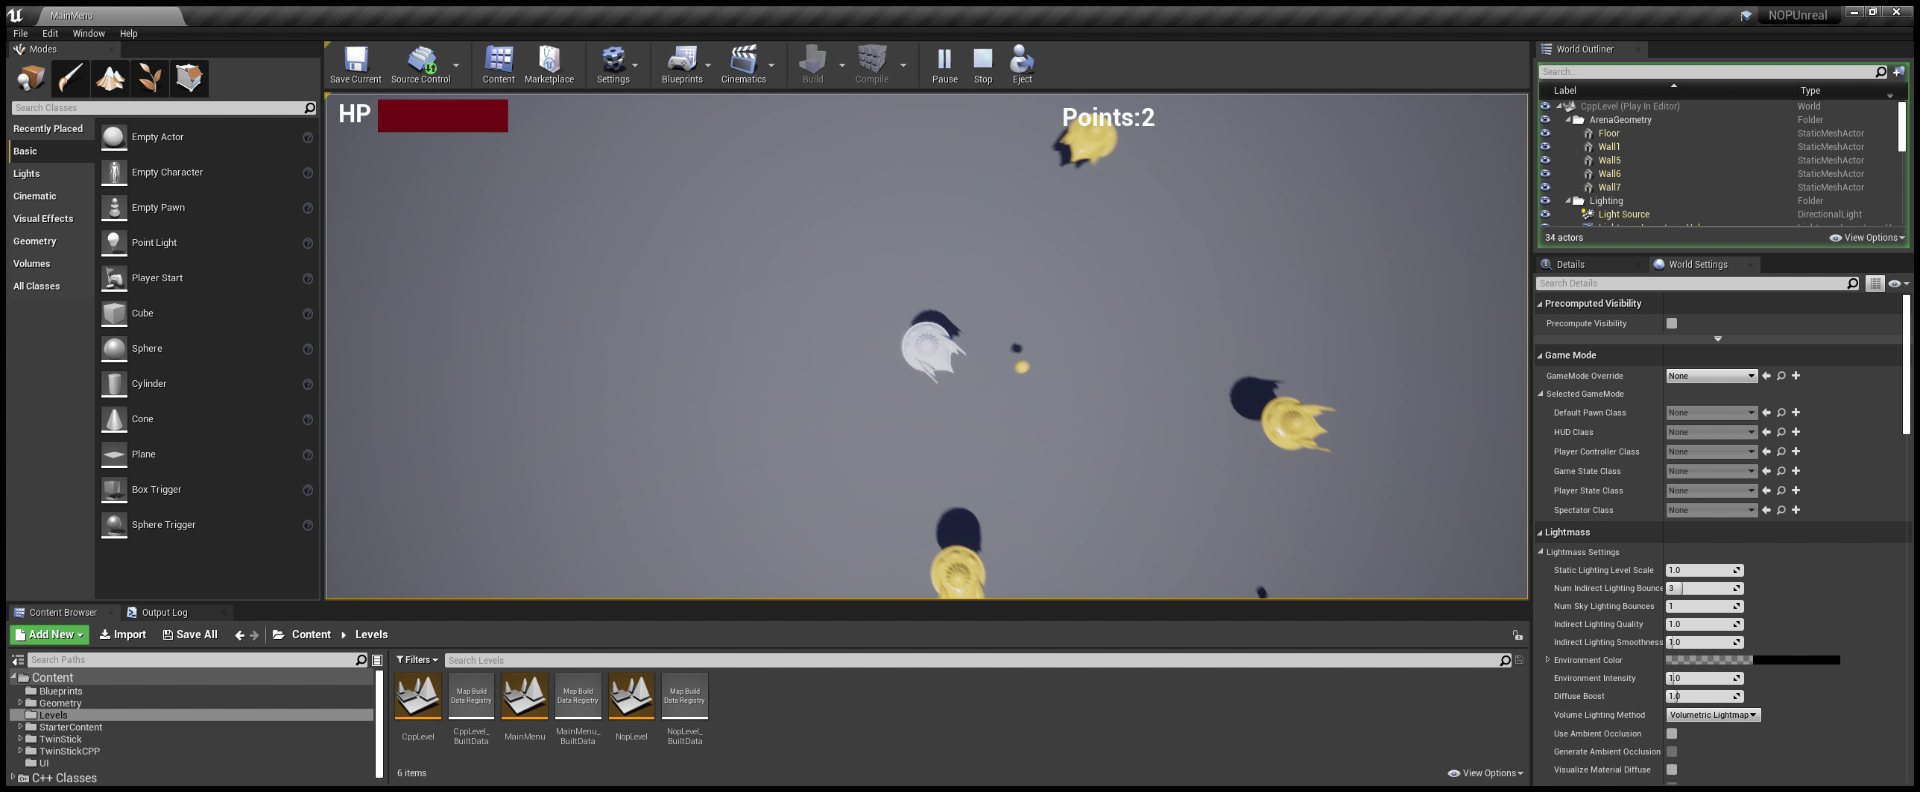 MainMenu
NOPUnreal
File Edit Window Help
Modes
Search Classes
Recently Placed
Basic
Lights
Cinematic
Visual Effects
Geometry
Volumes
All Classes
Empty Actor
Empty Character
Empty Pawn
Point Light
Player Start
Cube
Sphere
Cylinder
Cone
Plane
Box Trigger
Sphere Trigger
Save Current
Source Control
Content
Marketplace
Settings
Blueprints
Cinematics
Build
Compile
Pause
Stop
Eject
HP
Points:2
World Outliner
Search...
Label Type
CppLevel (Play In Editor) World
ArenaGeometry Folder
Floor StaticMeshActor
Wall1 StaticMeshActor
Wall5 StaticMeshActor
Wall6 StaticMeshActor
Wall7 StaticMeshActor
Lighting Folder
Light Source DirectionalLight
34 actors View Options
Details World Settings
Search Details
Precomputed Visibility
Precompute Visibility
Game Mode
GameMode Override None
Selected GameMode
Default Pawn Class None
HUD Class None
Player Controller Class None
Game State Class None
Player State Class None
Spectator Class None
Lightmass
Lightmass Settings
Static Lighting Level Scale 1.0
Num Indirect Lighting Bounce 3
Num Sky Lighting Bounces 1
Indirect Lighting Quality 1.0
Indirect Lighting Smoothness 1.0
Environment Color
Environment Intensity 1.0
Diffuse Boost 1.0
Volume Lighting Method Volumetric Lightmap
Use Ambient Occlusion
Generate Ambient Occlusion
Visualize Material Diffuse
Content Browser Output Log
Add New Import Save All Content Levels
Search Paths
Content
Blueprints
Geometry
Levels
StarterContent
TwinStick
TwinStickCPP
UI
C++ Classes
Filters Search Levels
Map Build
Data Registry
Map Build
Data Registry
Map Build
Data Registry
CppLevel
CppLevel_
BuiltData
MainMenu
MainMenu_
BuiltData
NopLevel
NopLevel_
BuiltData
6 items View Options